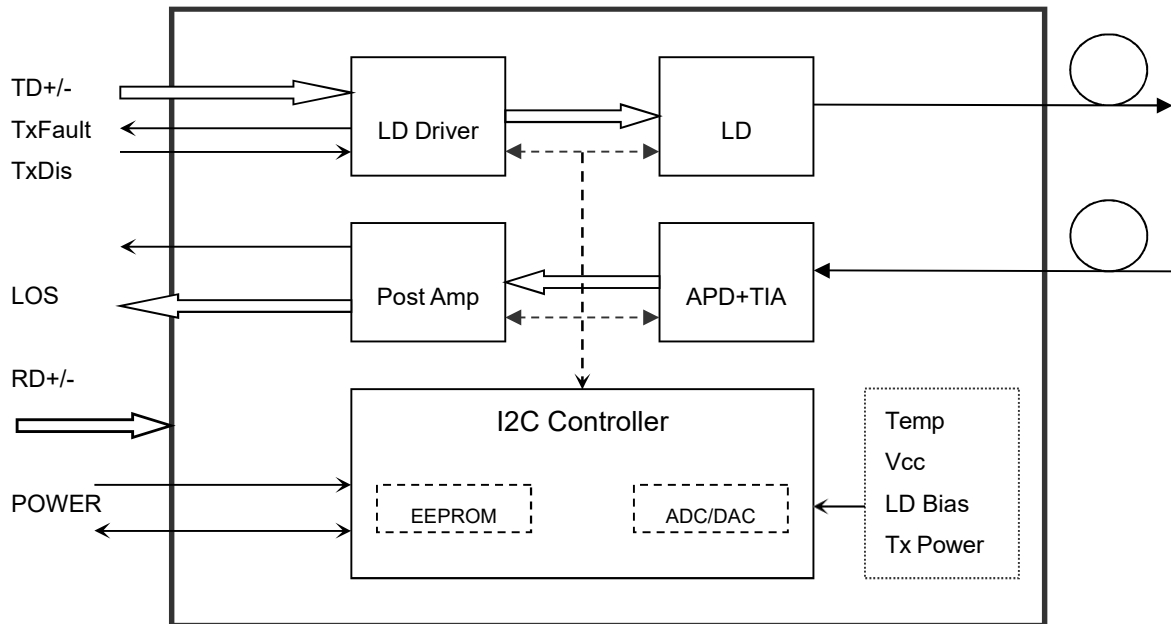 TD+/-
TxFault
TxDis
LD Driver
LD
LOS
Post Amp
APD+TIA
RD+/-
POWER
I2C Controller
EEPROM
ADC/DAC
Temp
Vcc
LD Bias
Tx Power